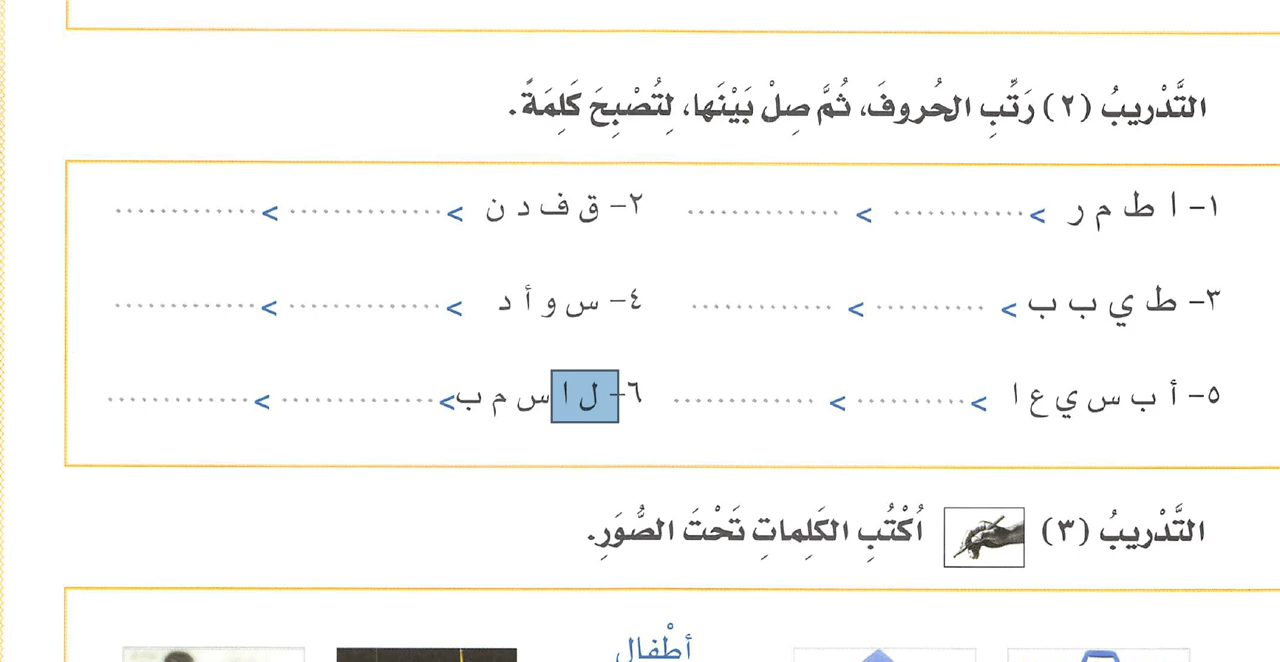 التَّدْريبُ (٢) رَتِّبِ الحُروفَ، ثُمَّ صِلْ بَيْنَها، لِتُصْبِحَ كَلِمَةً.
١- ا ط م ر > ............ > ............ ٢- ق ف د ن > ............ > ............
٣- ط ي ب ب > ............ > ............ ٤- س و أ د > ............ > ............
٥- أ ب س ي ع ا > ............ > ............ ٦- ل ا س م ب > ............ > ............
التَّدْريبُ (٣) اُكْتُبِ الكَلِماتِ تَحْتَ الصُّوَرِ.
أطْفال